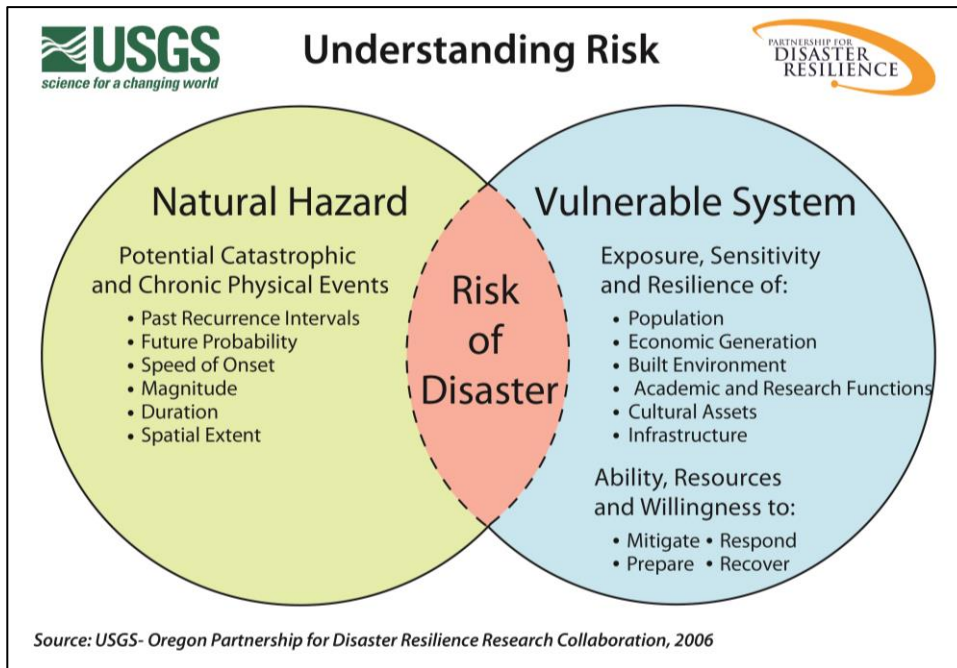 USGS
science for a changing world
Understanding Risk
PARTNERSHIP FOR
DISASTER
RESILIENCE
Natural Hazard
Potential Catastrophic
and Chronic Physical Events
• Past Recurrence Intervals
• Future Probability
• Speed of Onset
• Magnitude
• Duration
• Spatial Extent
Risk
of
Disaster
Vulnerable System
Exposure, Sensitivity
and Resilience of:
• Population
• Economic Generation
• Built Environment
• Academic and Research Functions
• Cultural Assets
• Infrastructure
Ability, Resources
and Willingness to:
• Mitigate • Respond
• Prepare • Recover
Source: USGS- Oregon Partnership for Disaster Resilience Research Collaboration, 2006